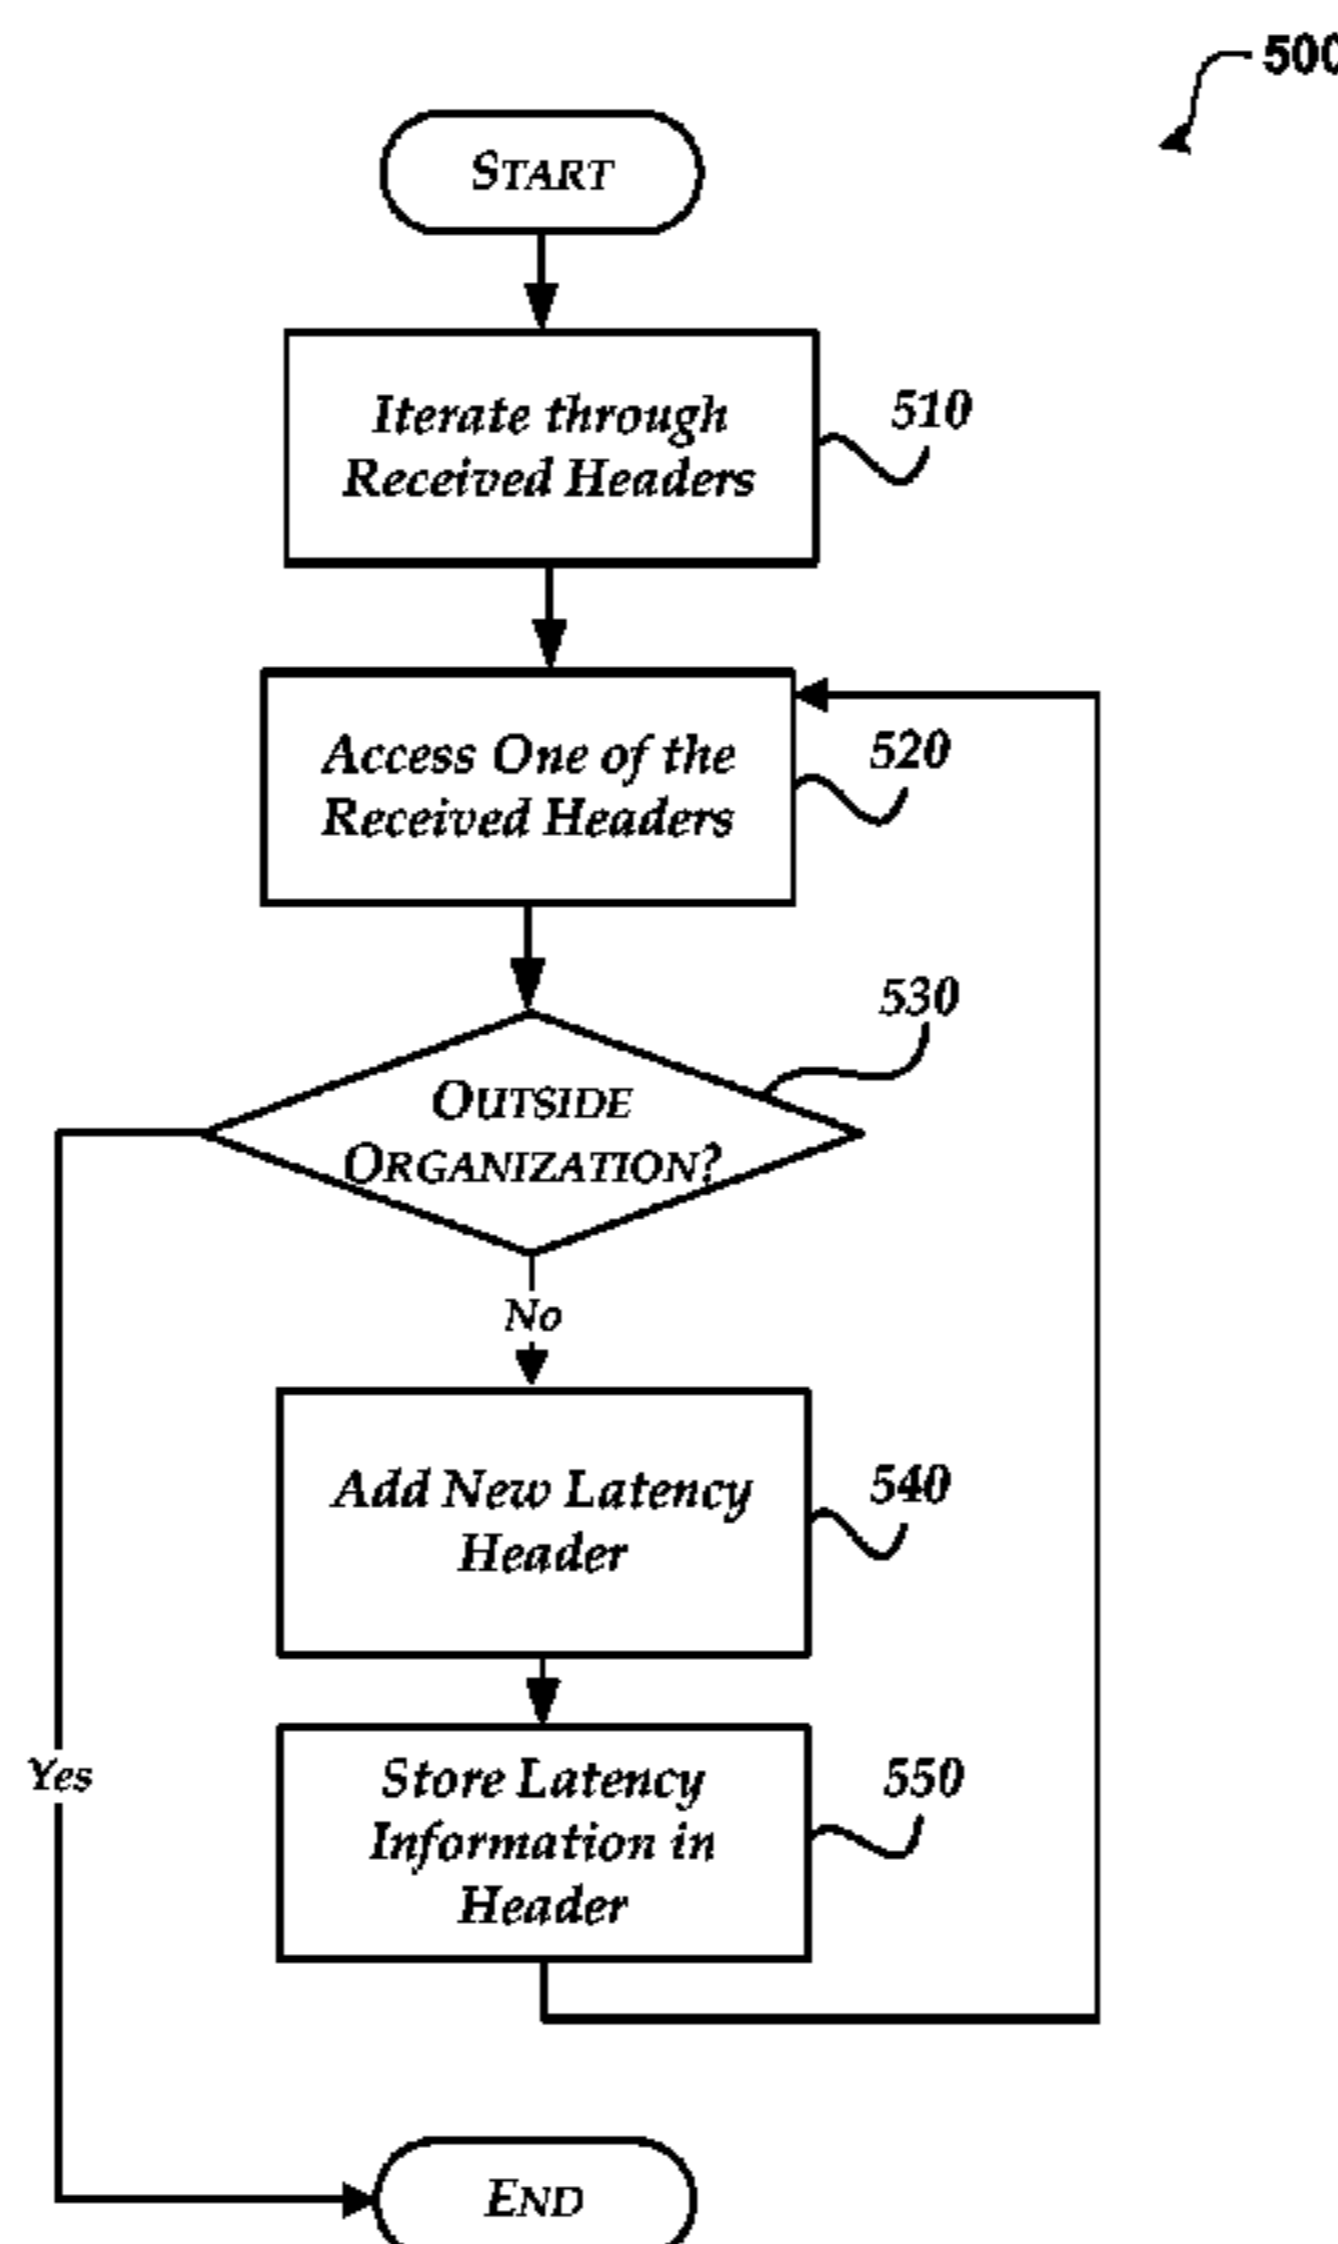 500
START
Iterate through
Received Headers
510
Access One of the
Received Headers
520
530
OUTSIDE
ORGANIZATION?
No
Add New Latency
Header
540
Yes
Store Latency
Information in
Header
550
END